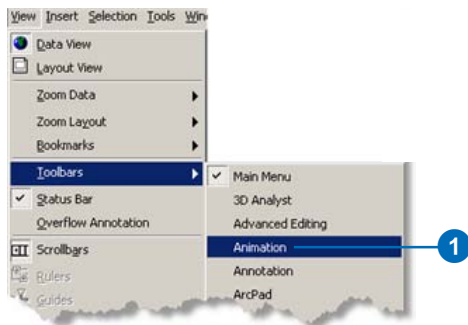 View Insert Selection Tools Win
Data View
Layout View
Zoom Data
Zoom Layout
Bookmarks
Toolbars
Status Bar
Overflow Annotation
Scrollbars
Rulers
Guides
Main Menu
3D Analyst
Advanced Editing
Animation
Annotation
ArcPad
1